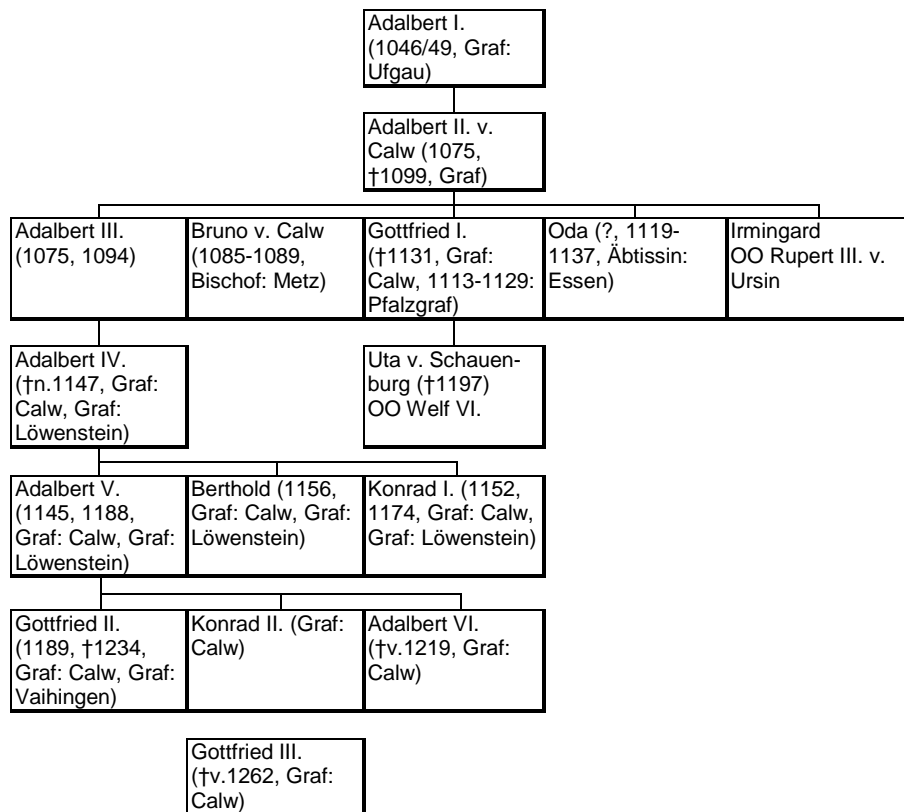 Adalbert I.
(1046/49, Graf:
Ufgau)
Adalbert II. v.
Calw (1075,
†1099, Graf)
Adalbert III.
(1075, 1094)
Bruno v. Calw
(1085-1089,
Bischof: Metz)
Gottfried I.
(†1131, Graf:
Calw, 1113-1129:
Pfalzgraf)
Oda (?, 1119-
1137, Äbtissin:
Essen)
Irmingard
OO Rupert III. v.
Ursin
Adalbert IV.
(†n.1147, Graf:
Calw, Graf:
Löwenstein)
Uta v. Schauen-
burg (†1197)
OO Welf VI.
Adalbert V.
(1145, 1188,
Graf: Calw, Graf:
Löwenstein)
Berthold (1156,
Graf: Calw, Graf:
Löwenstein)
Konrad I. (1152,
1174, Graf: Calw,
Graf: Löwenstein)
Gottfried II.
(1189, †1234,
Graf: Calw, Graf:
Vaihingen)
Konrad II. (Graf:
Calw)
Adalbert VI.
(†v.1219, Graf:
Calw)
Gottfried III.
(†v.1262, Graf:
Calw)